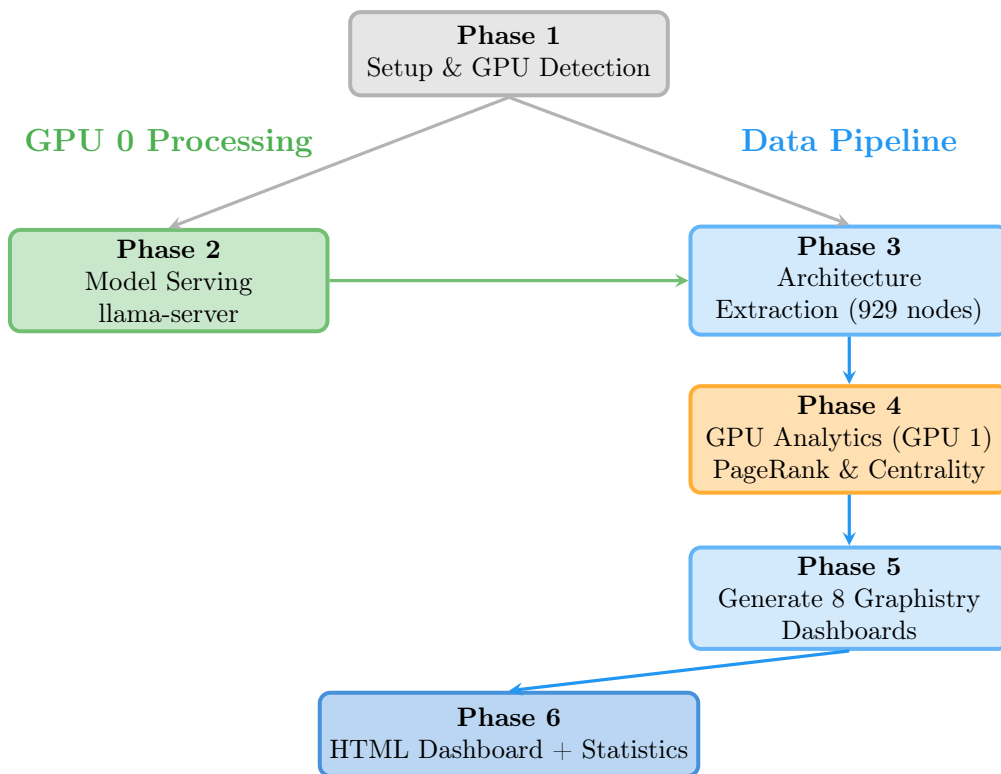 Phase 1
Setup & GPU Detection
GPU 0 Processing
Data Pipeline
Phase 2
Model Serving
llama-server
Phase 3
Architecture
Extraction (929 nodes)
Phase 4
GPU Analytics (GPU 1)
PageRank & Centrality
Phase 5
Generate 8 Graphistry
Dashboards
Phase 6
HTML Dashboard + Statistics